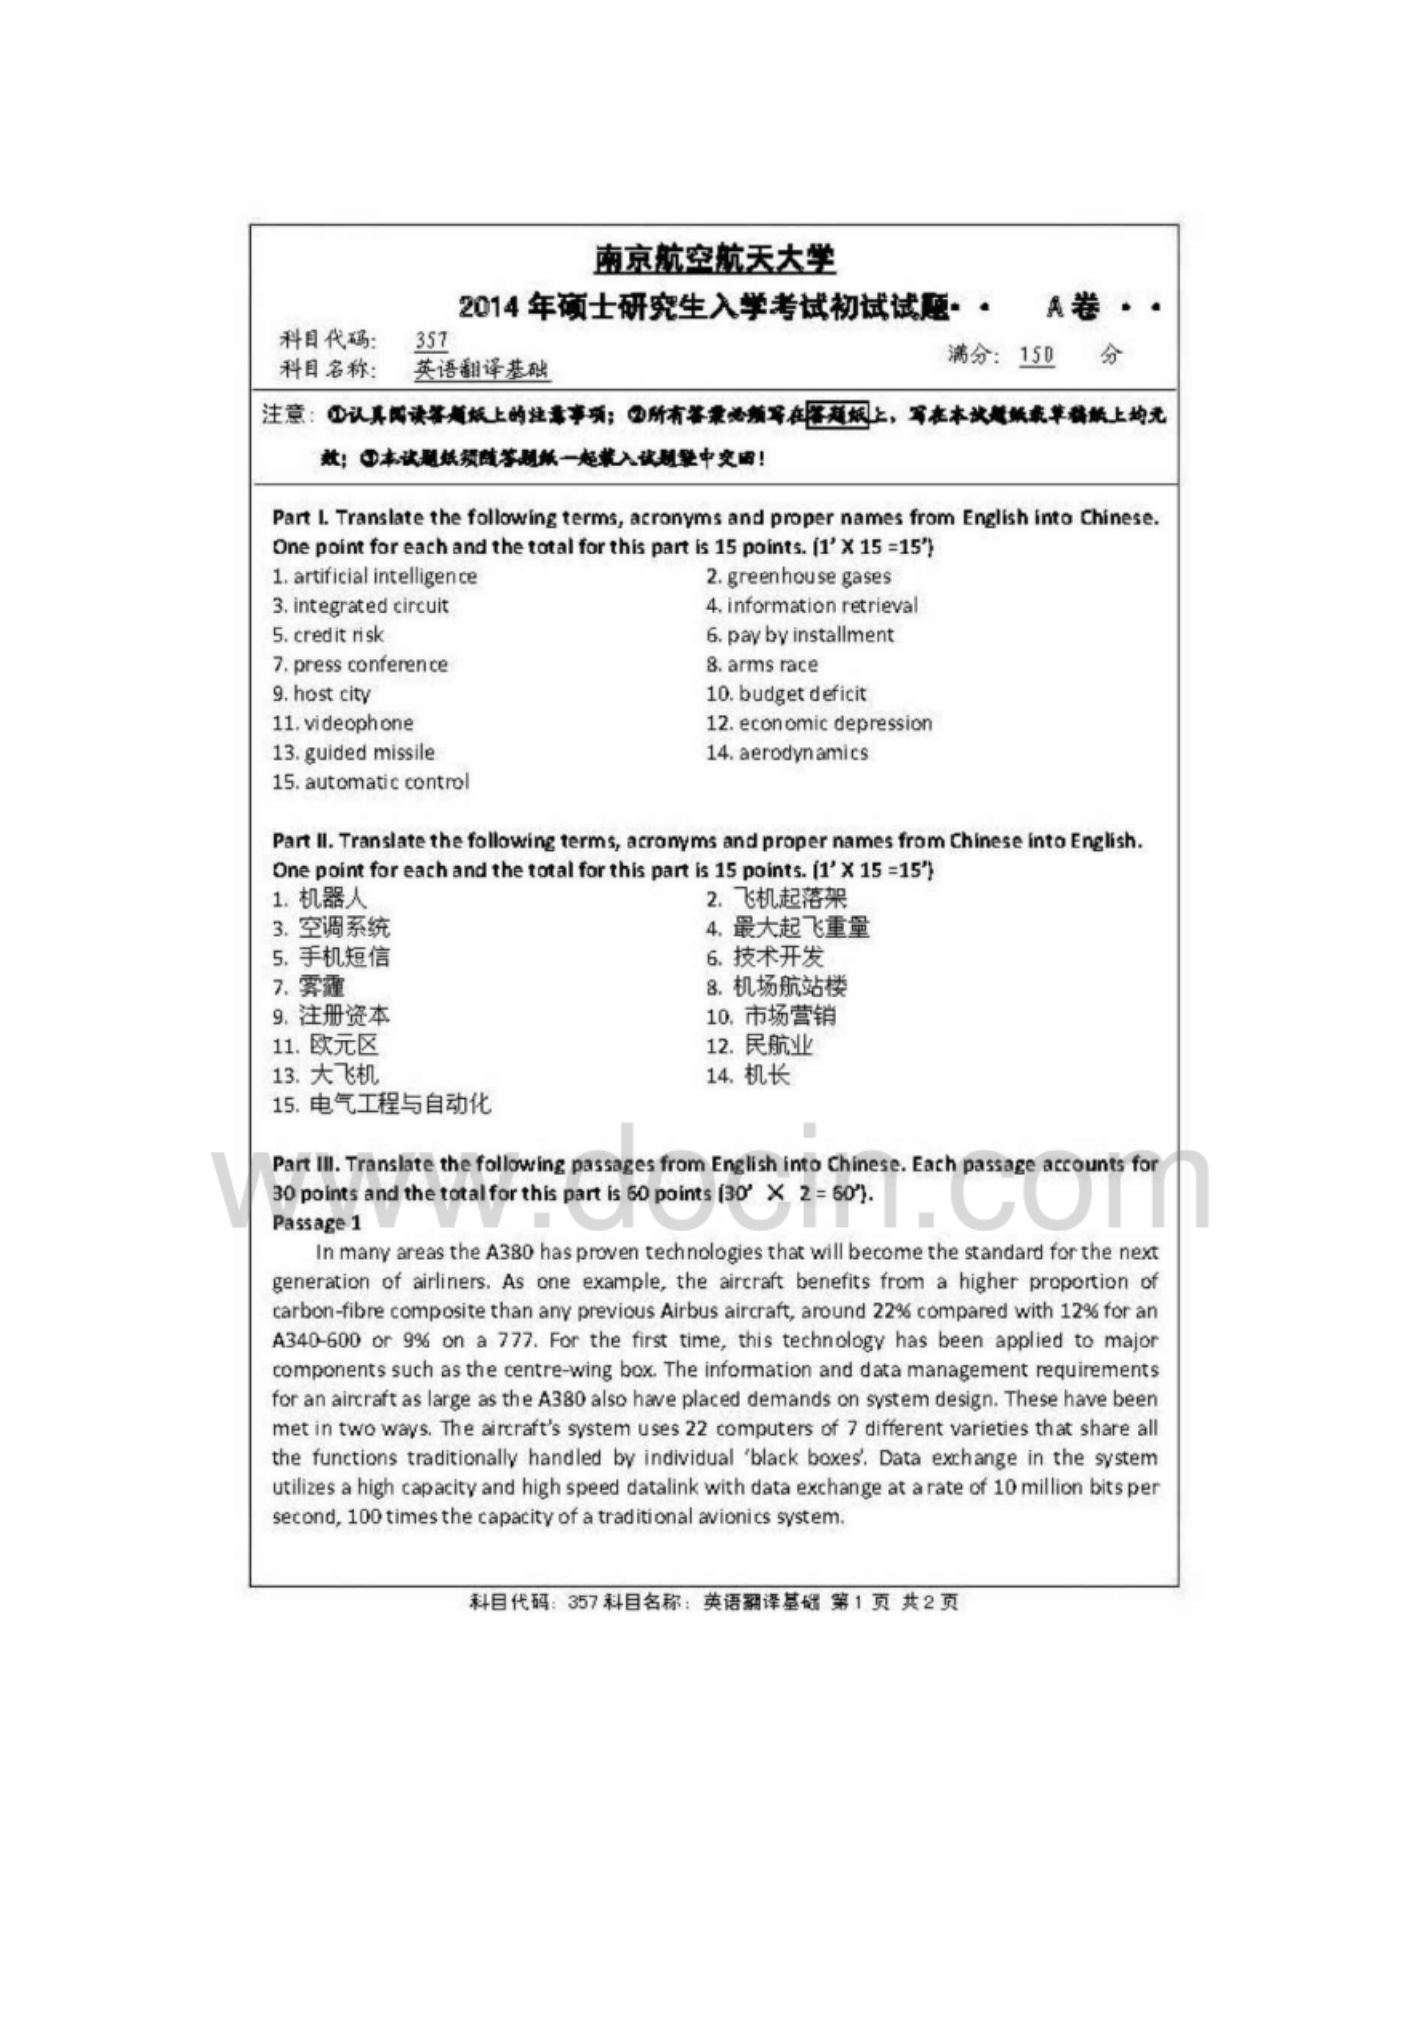 南京航空航天大学
2014 年硕士研究生入学考试初试试题 A 卷
科目代码： 357
满分： 150 分
科目名称： 英语翻译基础
注意：①认真阅读答题纸上的注意事项；②所有答案必须写在答题纸上，写在本试题纸或草稿纸上均无
效；③本试题纸须随答题纸一起装入试题袋中交回！
Part I. Translate the following terms, acronyms and proper names from English into Chinese.
One point for each and the total for this part is 15 points. (1’ X 15 =15’)
1. artificial intelligence 2. greenhouse gases
3. integrated circuit 4. information retrieval
5. credit risk 6. pay by installment
7. press conference 8. arms race
9. host city 10. budget deficit
11. videophone 12. economic depression
13. guided missile 14. aerodynamics
15. automatic control
Part II. Translate the following terms, acronyms and proper names from Chinese into English.
One point for each and the total for this part is 15 points. (1’ X 15 =15’)
1. 机器人 2. 飞机起落架
3. 空调系统 4. 最大起飞重量
5. 手机短信 6. 技术开发
7. 雾霾 8. 机场航站楼
9. 注册资本 10. 市场营销
11. 欧元区 12. 民航业
13. 大飞机 14. 机长
15. 电气工程与自动化
Part III. Translate the following passages from English into Chinese. Each passage accounts for
30 points and the total for this part is 60 points (30’ × 2 = 60’).
Passage 1
In many areas the A380 has proven technologies that will become the standard for the next
generation of airliners. As one example, the aircraft benefits from a higher proportion of
carbon-fibre composite than any previous Airbus aircraft, around 22% compared with 12% for an
A340-600 or 9% on a 777. For the first time, this technology has been applied to major
components such as the centre-wing box. The information and data management requirements
for an aircraft as large as the A380 also have placed demands on system design. These have been
met in two ways. The aircraft’s system uses 22 computers of 7 different varieties that share all
the functions traditionally handled by individual ‘black boxes’. Data exchange in the system
utilizes a high capacity and high speed datalink with data exchange at a rate of 10 million bits per
second, 100 times the capacity of a traditional avionics system.
科目代码：357 科目名称：英语翻译基础 第 1 页 共 2 页
www.docin.com